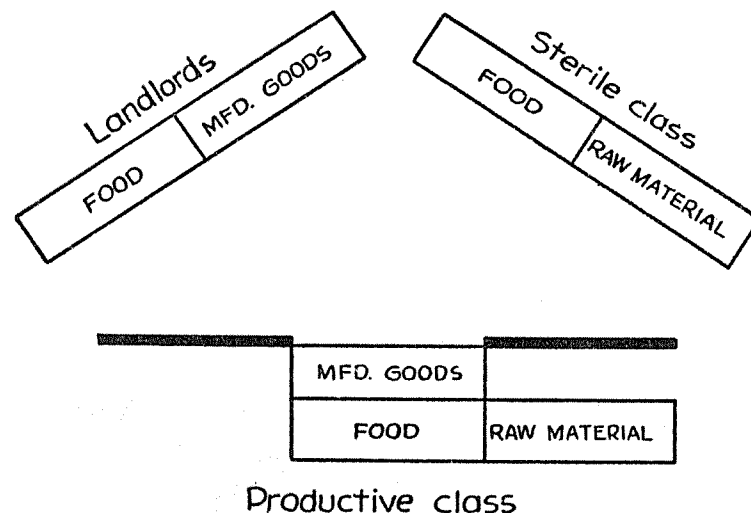 Landlords
FOOD
MFD. GOODS
Sterile class
FOOD
RAW MATERIAL
MFD. GOODS
FOOD
RAW MATERIAL
Productive class